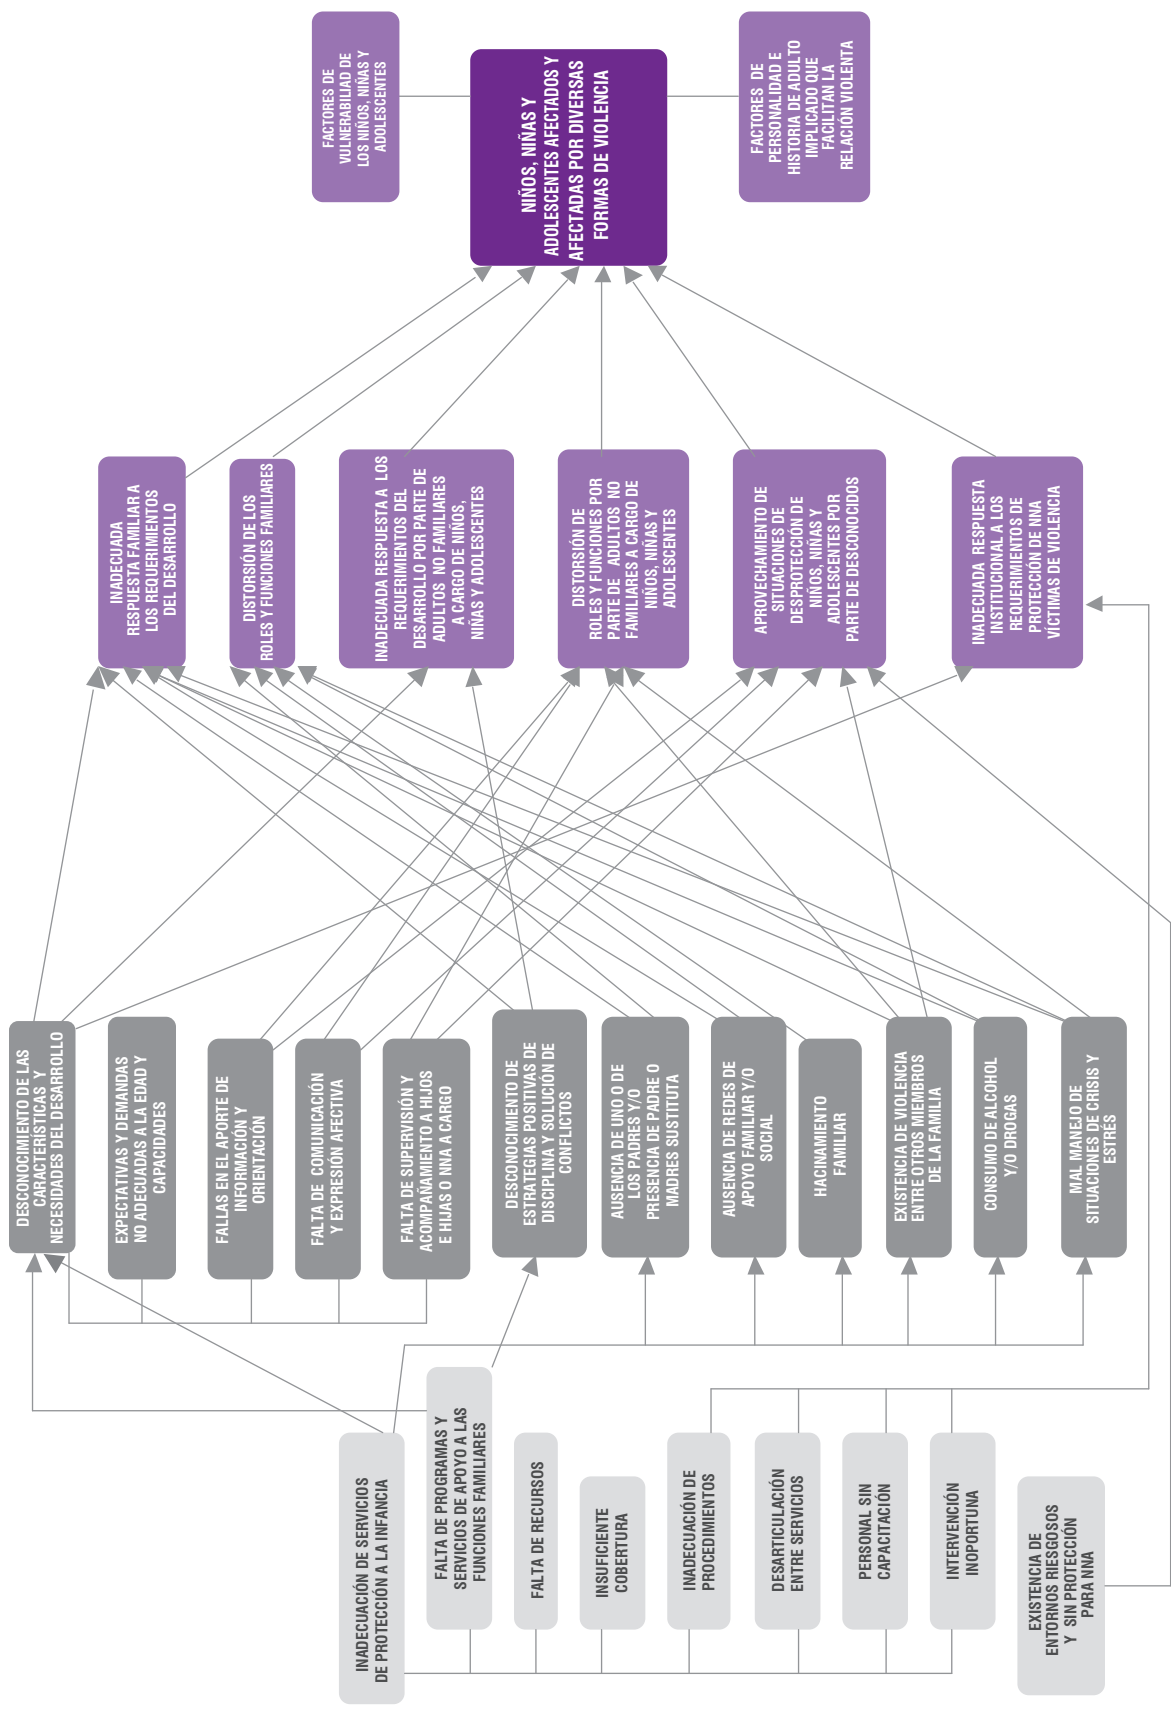 FACTORES DE
VULNERABILIAD DE
LOS NIÑOS, NIÑAS Y
ADOLESCENTES
NIÑOS, NIÑAS Y
ADOLESCENTES AFECTADOS Y
AFECTADAS POR DIVERSAS
FORMAS DE VIOLENCIA
FACTORES DE
PERSONALIDAD E
HISTORIA DE ADULTO
IMPLICADO QUE
FACILITAN LA
RELACIÓN VIOLENTA
INADECUADA
RESPUESTA FAMILIAR A
LOS REQUERIMIENTOS
DEL DESARROLLO
DISTORSIÓN DE LOS
ROLES Y FUNCIONES FAMILIARES
INADECUADA RESPUESTA A LOS
REQUERIMIENTOS DEL
DESARROLLO POR PARTE DE
ADULTOS NO FAMILIARES
A CARGO DE NIÑOS,
NIÑAS Y ADOLESCENTES
DISTORSIÓN DE
ROLES Y FUNCIONES POR
PARTE DE ADULTOS NO
FAMILIARES A CARGO DE
NIÑOS, NIÑAS Y
ADOLESCENTES
APROVECHAMIENTO DE
SITUACIONES DE
DESPROTECCIÓN DE
NIÑOS, NIÑAS Y
ADOLESCENTES POR
PARTE DE DESCONOCIDOS
INADECUADA RESPUESTA
INSTITUCIONAL A LOS
REQUERIMIENTOS DE
PROTECCIÓN DE NNA
VÍCTIMAS DE VIOLENCIA
DESCONOCIMIENTO DE LAS
CARACTERÍSTICAS Y
NECESIDADES DEL DESARROLLO
EXPECTATIVAS Y DEMANDAS
NO ADECUADAS A LA EDAD Y
CAPACIDADES
FALLAS EN EL APORTE DE
INFORMACIÓN Y
ORIENTACIÓN
FALTA DE COMUNICACIÓN
Y EXPRESIÓN AFECTIVA
FALTA DE SUPERVISIÓN Y
ACOMPAÑAMIENTO A HIJOS
E HIJAS O NNA A CARGO
DESCONOCIMIENTO DE
ESTRATEGIAS POSITIVAS DE
DISCIPLINA Y SOLUCIÓN DE
CONFLICTOS
AUSENCIA DE UNO O DE
LOS PADRES Y/O
PRESENCIA DE PADRE O
MADRES SUSTITUTA
AUSENCIA DE REDES DE
APOYO FAMILIAR Y/O
SOCIAL
HACINAMIENTO
FAMILIAR
EXISTENCIA DE VIOLENCIA
ENTRE OTROS MIEMBROS
DE LA FAMILIA
CONSUMO DE ALCOHOL
Y/O DROGAS
MAL MANEJO DE
SITUACIONES DE CRISIS Y
ESTRÉS
INADECUACIÓN DE SERVICIOS
DE PROTECCIÓN A LA INFANCIA
FALTA DE PROGRAMAS Y
SERVICIOS DE APOYO A LAS
FUNCIONES FAMILIARES
FALTA DE RECURSOS
INSUFICIENTE
COBERTURA
INADECUACIÓN DE
PROCEDIMIENTOS
DESARTICULACIÓN
ENTRE SERVICIOS
PERSONAL SIN
CAPACITACIÓN
INTERVENCIÓN
INOPORTUNA
EXISTENCIA DE
ENTORNOS RIESGOSOS
Y SIN PROTECCIÓN
PARA NNA